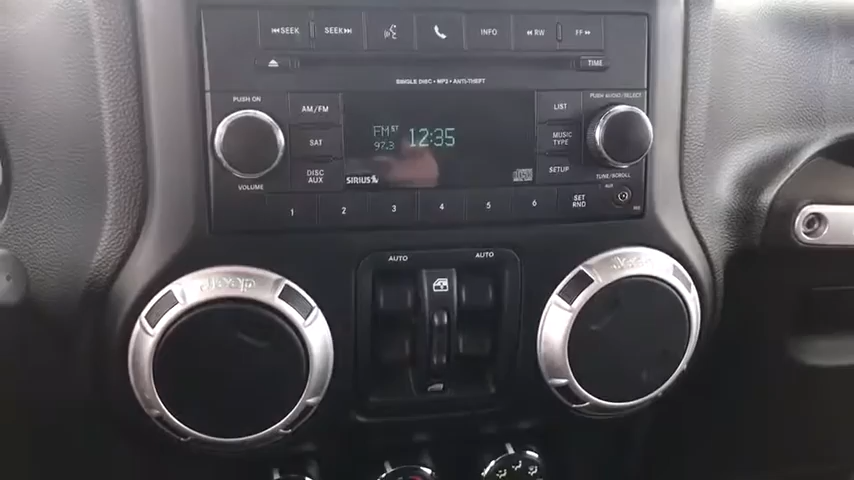 ⏮SEEK SEEK⏭ INFO ◂◂RW FF▸▸
TIME
SINGLE DISC • MP3 • ANTI-THEFT
PUSH ON
PUSH AUDIO/SELECT
AM/FM
LIST
FM ST 12:35
97.3
SAT
MUSIC TYPE
DISC AUX
SIRIUS
SETUP
VOLUME
TUNE/SCROLL
AUX
1 2 3 4 5 6 SET RND
AUTO AUTO
Jeep Jeep